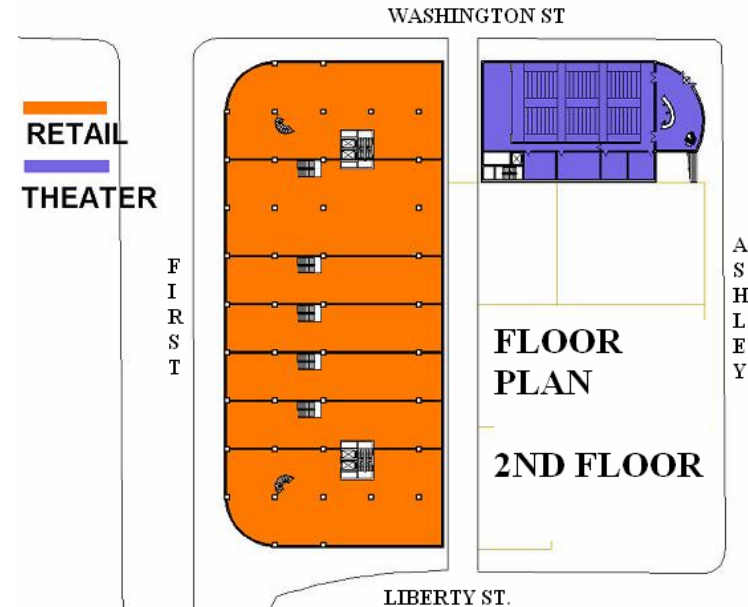 WASHINGTON ST
RETAIL
THEATER
FIRST
ASHLEY
FLOOR
PLAN
2ND FLOOR
LIBERTY ST.